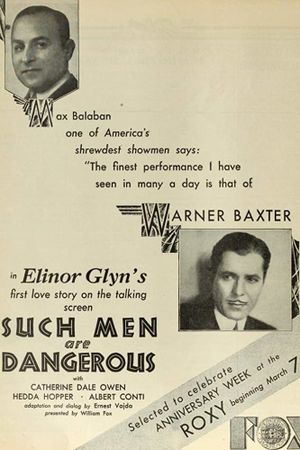 Max Balaban
one of America's
shrewdest showmen says:
"The finest performance I have
seen in many a day is that of
WARNER BAXTER
in Elinor Glyn's
first love story on the talking
screen
SUCH MEN
are
DANGEROUS
with
CATHERINE DALE OWEN
HEDDA HOPPER · ALBERT CONTI
adaptation and dialog by Ernest Vajda
presented by William Fox
Selected to celebrate
ANNIVERSARY WEEK at the
ROXY beginning March 7
FOX